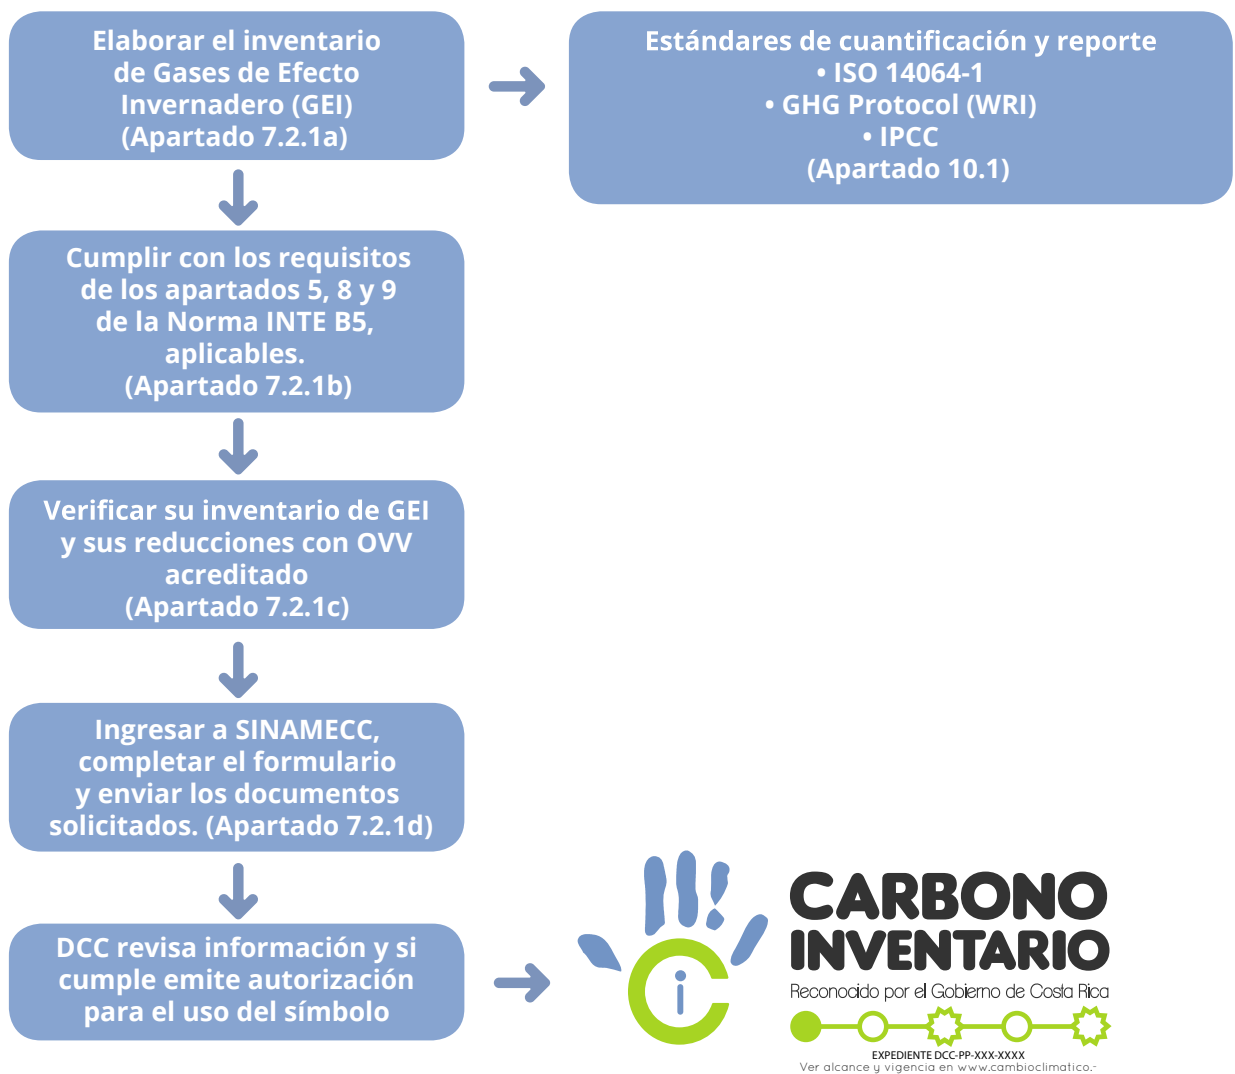 Elaborar el inventario
de Gases de Efecto
Invernadero (GEI)
(Apartado 7.2.1a)
Estándares de cuantificación y reporte
• ISO 14064-1
• GHG Protocol (WRI)
• IPCC
(Apartado 10.1)
Cumplir con los requisitos
de los apartados 5, 8 y 9
de la Norma INTE B5,
aplicables.
(Apartado 7.2.1b)
Verificar su inventario de GEI
y sus reducciones con OVV
acreditado
(Apartado 7.2.1c)
Ingresar a SINAMECC,
completar el formulario
y enviar los documentos
solicitados. (Apartado 7.2.1d)
DCC revisa información y si
cumple emite autorización
para el uso del símbolo
Ci
CARBONO
INVENTARIO
Reconocido por el Gobierno de Costa Rica
EXPEDIENTE DCC-PP-XXX-XXXX
Ver alcance y vigencia en www.cambioclimatico.-